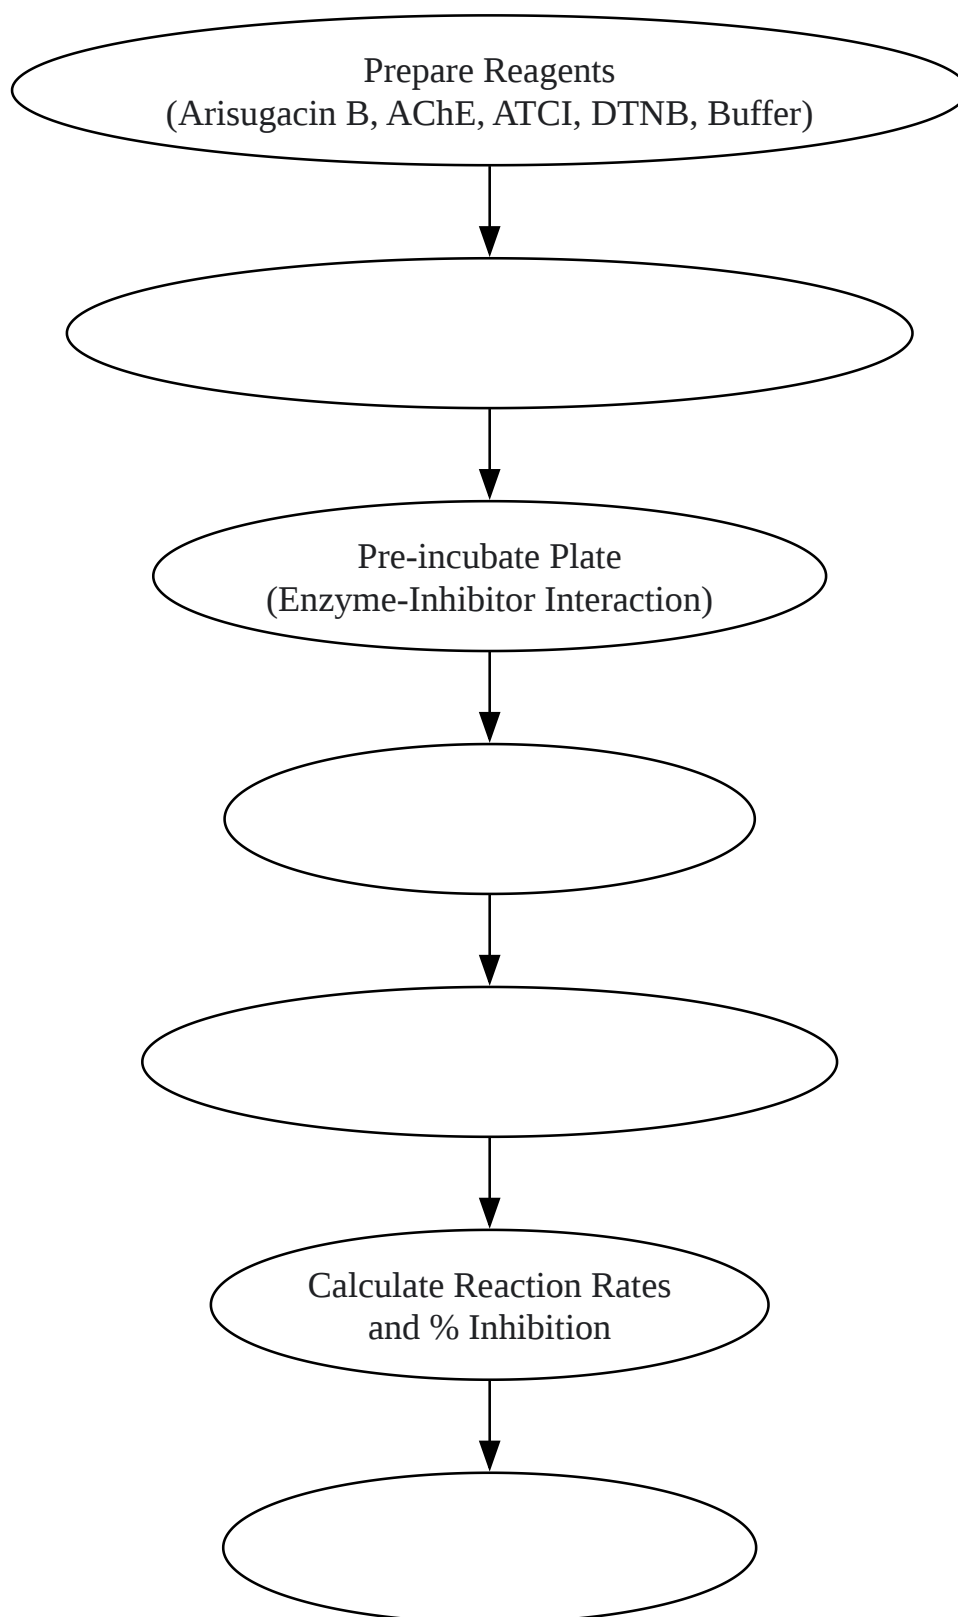 Prepare Reagents
(Arisugacin B, AChE, ATCI, DTNB, Buffer)
Pre-incubate Plate
(Enzyme-Inhibitor Interaction)
Calculate Reaction Rates
and % Inhibition